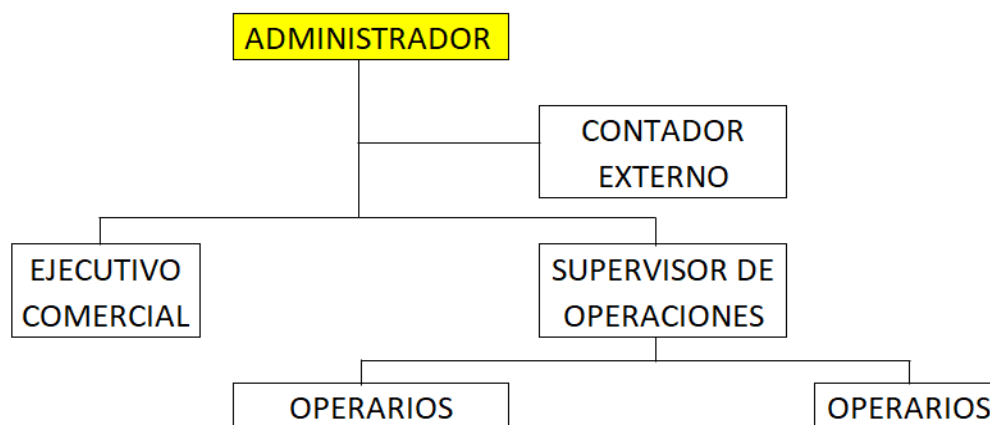 ADMINISTRADOR
CONTADOR
EXTERNO
EJECUTIVO
COMERCIAL
SUPERVISOR DE
OPERACIONES
OPERARIOS
OPERARIOS